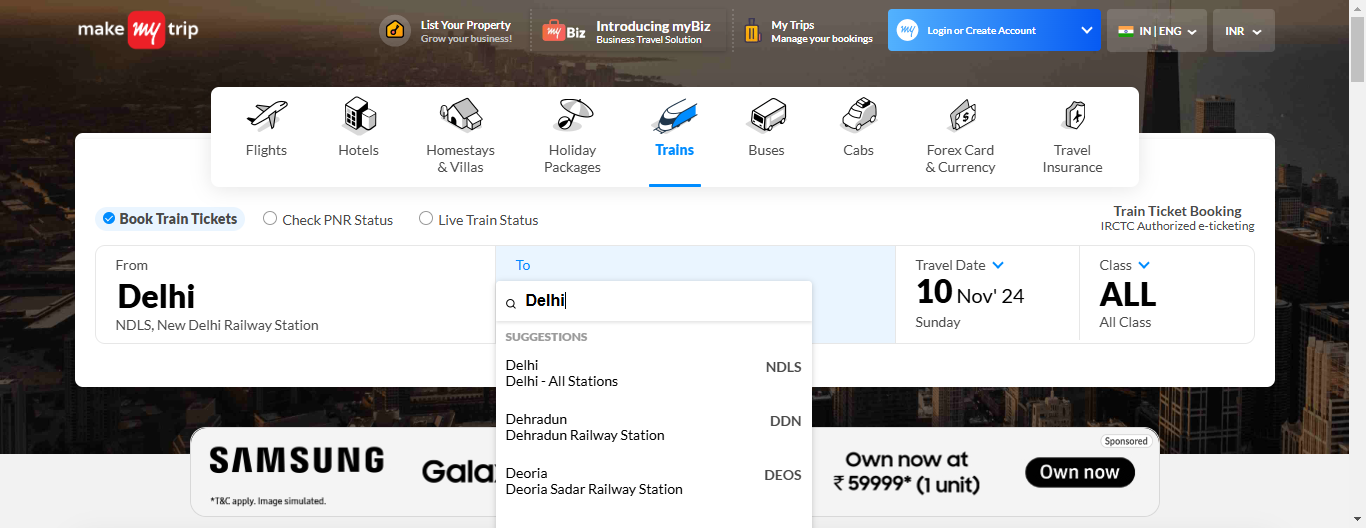 make my trip
List Your Property
Grow your business!
my Biz
Introducing myBiz
Business Travel Solution
My Trips
Manage your bookings
my
Login or Create Account
IN | ENG
INR
Flights
Hotels
Homestays
& Villas
Holiday
Packages
Trains
Buses
Cabs
Forex Card
& Currency
Travel
Insurance
Book Train Tickets
Check PNR Status
Live Train Status
Train Ticket Booking
IRCTC Authorized e-ticketing
From
Delhi
NDLS, New Delhi Railway Station
To
Delhi
SUGGESTIONS
Delhi
NDLS
Delhi - All Stations
Dehradun
DDN
Dehradun Railway Station
Deoria
DEOS
Deoria Sadar Railway Station
Travel Date
10 Nov' 24
Sunday
Class
ALL
All Class
Sponsored
SAMSUNG
*T&C apply. Image simulated.
Gala
Own now at
₹ 59999* (1 unit)
Own now